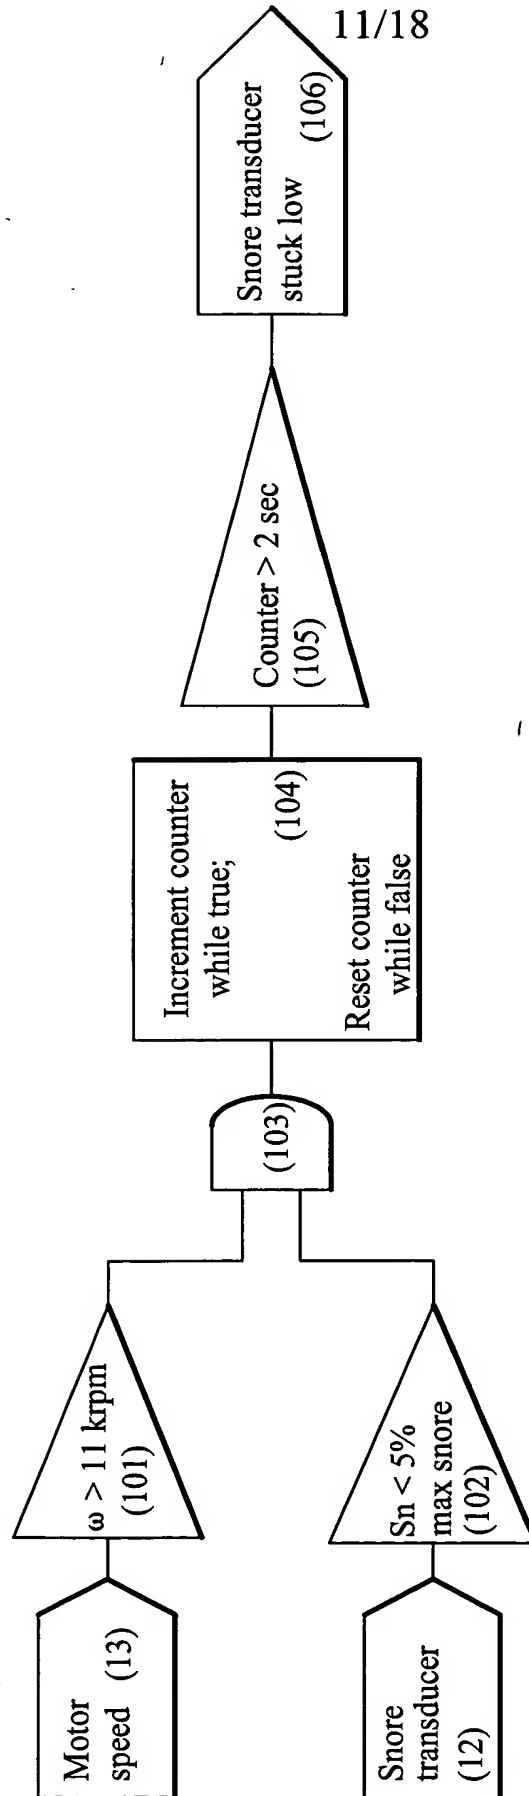 11/18
Motor
speed (13)
ω > 11 krpm
(101)
Snore
transducer
(12)
Sn < 5%
max snore
(102)
(103)
Increment counter
while true;
(104)
Reset counter
while false
Counter > 2 sec
(105)
Snore transducer
stuck low
(106)